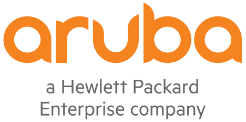 aruba
a Hewlett Packard
Enterprise company